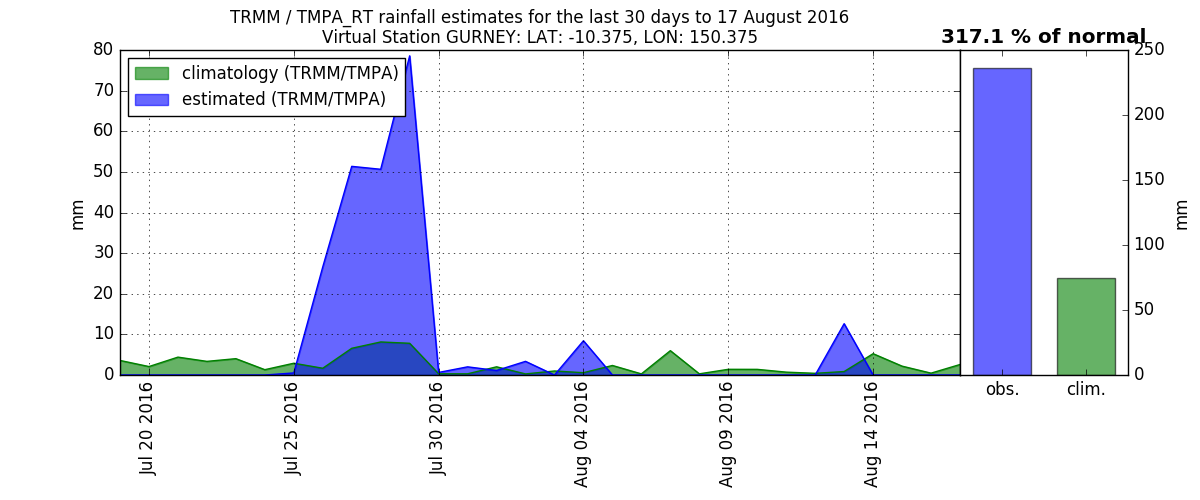 TRMM / TMPA_RT rainfall estimates for the last 30 days to 17 August 2016
Virtual Station GURNEY: LAT: -10.375, LON: 150.375
317.1 % of normal
climatology (TRMM/TMPA)
estimated (TRMM/TMPA)
80
70
60
50
40
30
20
10
0
mm
Jul 20 2016
Jul 25 2016
Jul 30 2016
Aug 04 2016
Aug 09 2016
Aug 14 2016
250
200
150
100
50
0
mm
obs.
clim.